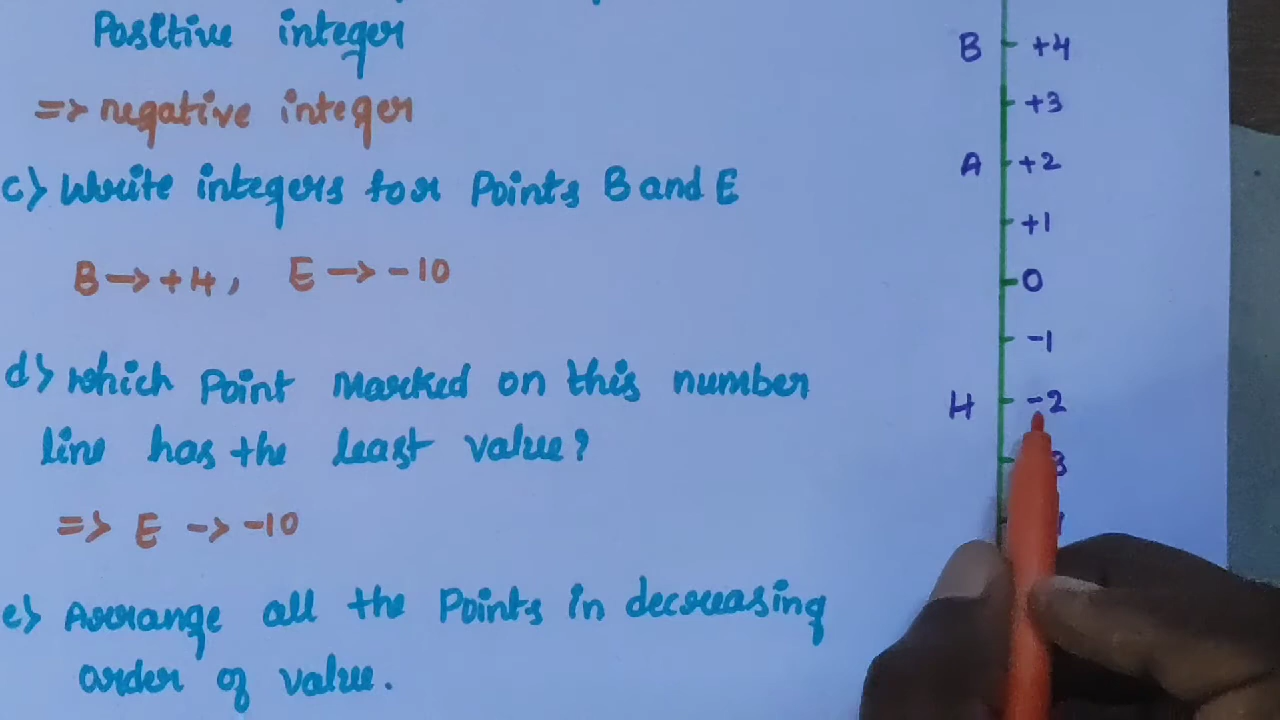 Positive integer
=> negative integer
c) Write integers for Points B and E
B -> +4, E -> -10
d) which Point marked on this number
line has the least value?
=> E -> -10
e) Arrange all the Points in decreasing
order of value.
B +4
+3
A +2
+1
0
-1
H -2